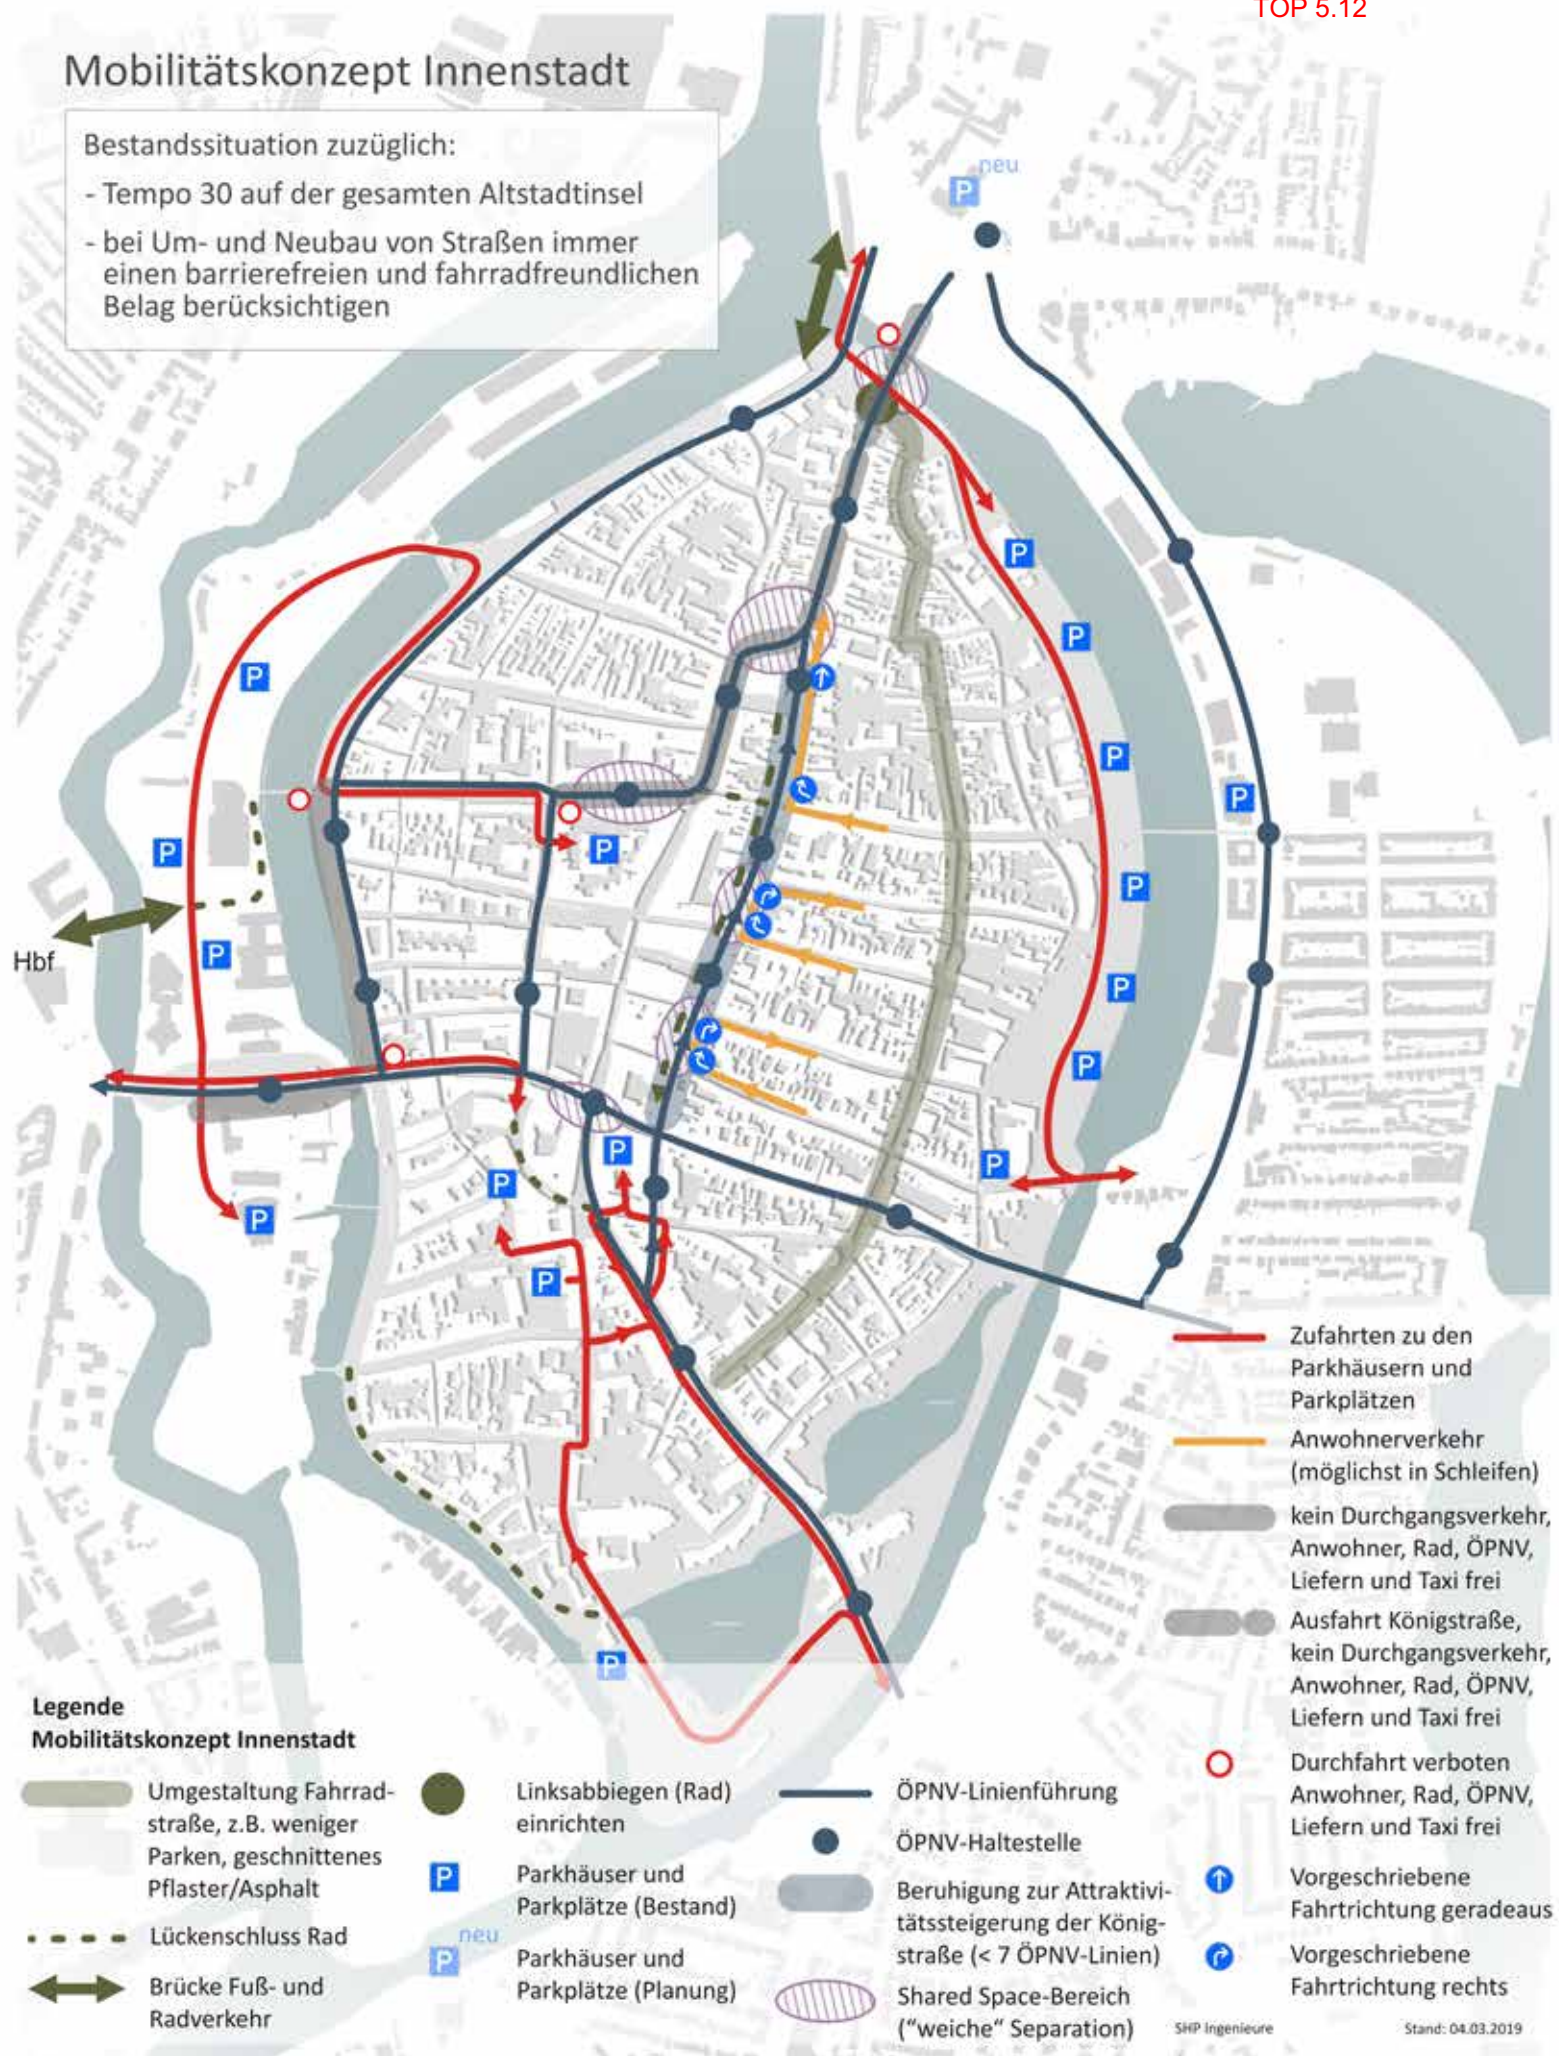 TOP 5.12
Mobilitätskonzept Innenstadt
Bestandssituation zuzüglich:
- Tempo 30 auf der gesamten Altstadtinsel
- bei Um- und Neubau von Straßen immer
einen barrierefreien und fahrradfreundlichen
Belag berücksichtigen
neu
P
P
P
P
P
P
P
P
P
P
Hbf
P
P
P
P
P
P
P
P
P
P
Zufahrten zu den
Parkhäusern und
Parkplätzen
Anwohnerverkehr
(möglichst in Schleifen)
kein Durchgangsverkehr,
Anwohner, Rad, ÖPNV,
Liefern und Taxi frei
Ausfahrt Königstraße,
kein Durchgangsverkehr,
Anwohner, Rad, ÖPNV,
Liefern und Taxi frei
Durchfahrt verboten
Anwohner, Rad, ÖPNV,
Liefern und Taxi frei
Vorgeschriebene
Fahrtrichtung geradeaus
Vorgeschriebene
Fahrtrichtung rechts
Legende
Mobilitätskonzept Innenstadt
Umgestaltung Fahrrad-
straße, z.B. weniger
Parken, geschnittenes
Pflaster/Asphalt
Lückenschluss Rad
Brücke Fuß- und
Radverkehr
Linksabbiegen (Rad)
einrichten
P
Parkhäuser und
Parkplätze (Bestand)
neu
P
Parkhäuser und
Parkplätze (Planung)
ÖPNV-Linienführung
ÖPNV-Haltestelle
Beruhigung zur Attraktivi-
tätssteigerung der König-
straße (< 7 ÖPNV-Linien)
Shared Space-Bereich
("weiche" Separation)
SHP Ingenieure
Stand: 04.03.2019